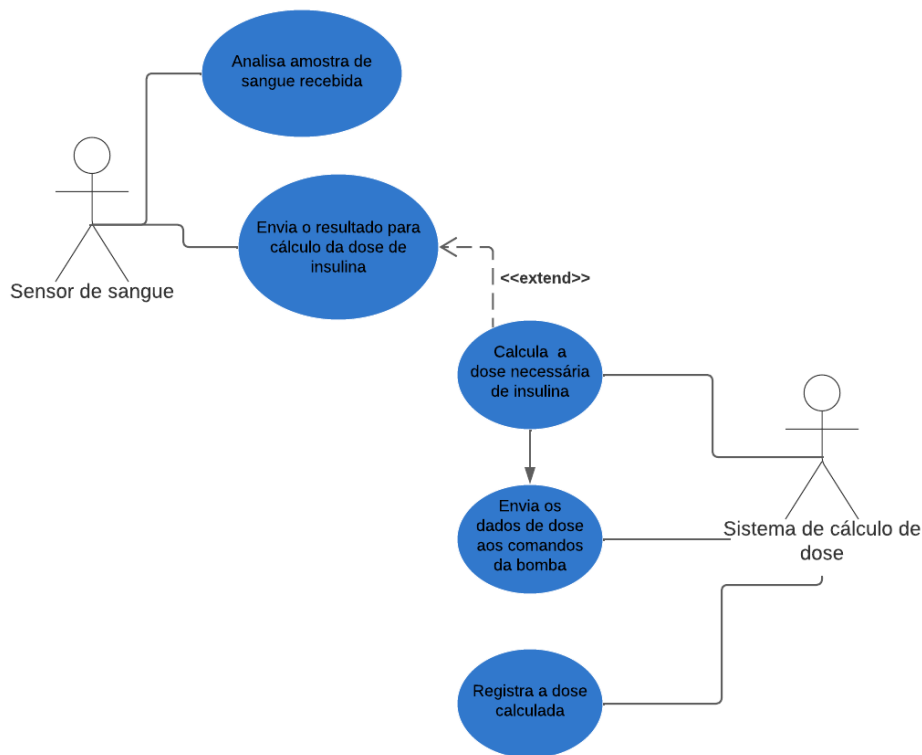 Analisa amostra de
sangue recebida
Envia o resultado para
cálculo da dose de
insulina
Sensor de sangue
<<extend>>
Calcula a
dose necessária
de insulina
Envia os
dados de dose
aos comandos
da bomba
Sistema de cálculo de
dose
Registra a dose
calculada